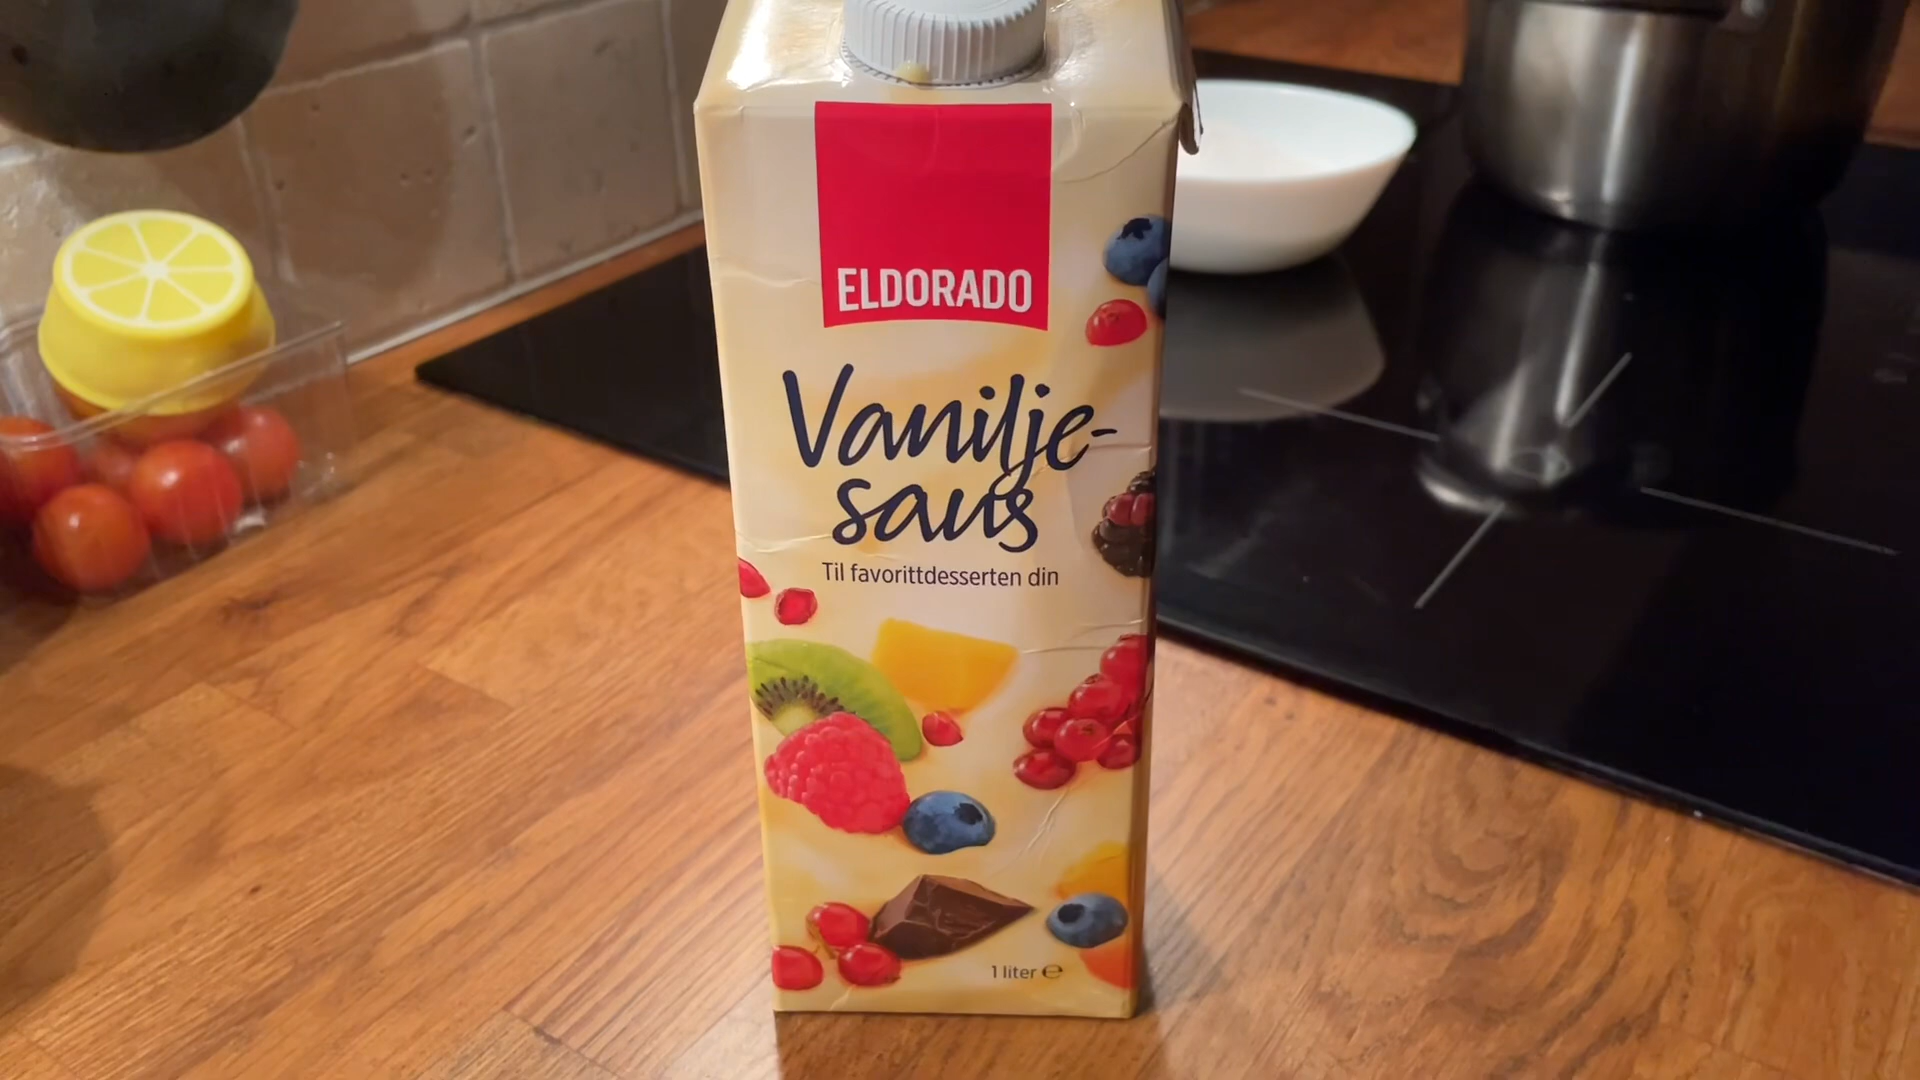 ELDORADO
Vanilje-
saus
Til favorittdesserten din
1 liter ℮